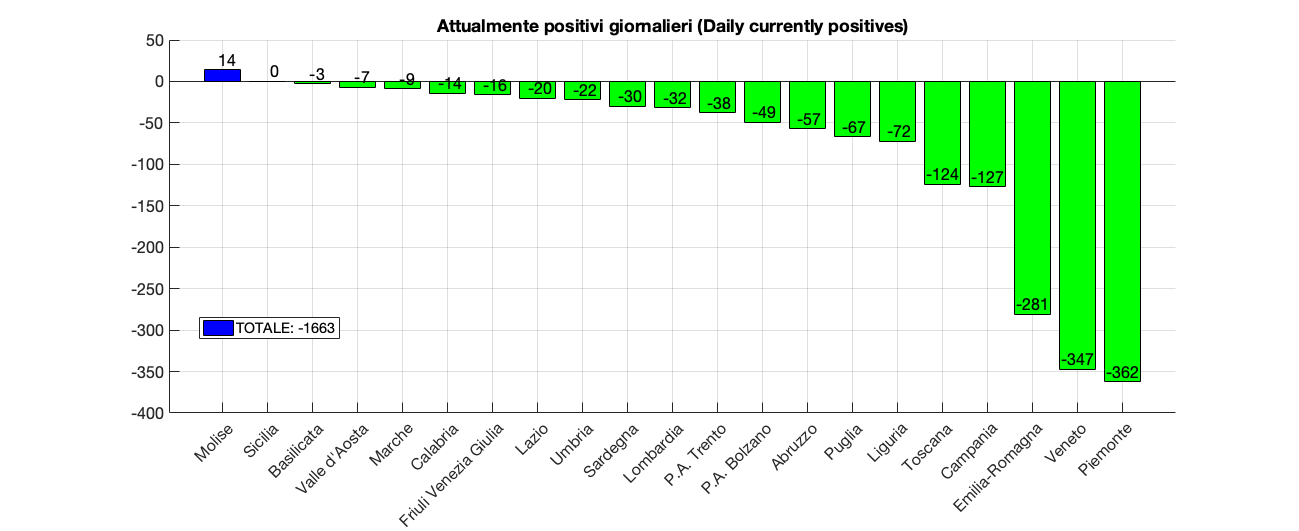 Attualmente positivi giornalieri (Daily currently positives)
50
0
-50
-100
-150
-200
-250
-300
-350
-400
14
0
-3
-7
-9
-14
-16
-20
-22
-30
-32
-38
-49
-57
-67
-72
-124
-127
-281
-347
-362
TOTALE: -1663
Molise
Sicilia
Basilicata
Valle d'Aosta
Marche
Calabria
Friuli Venezia Giulia
Lazio
Umbria
Sardegna
Lombardia
P.A. Trento
P.A. Bolzano
Abruzzo
Puglia
Liguria
Toscana
Campania
Emilia-Romagna
Veneto
Piemonte